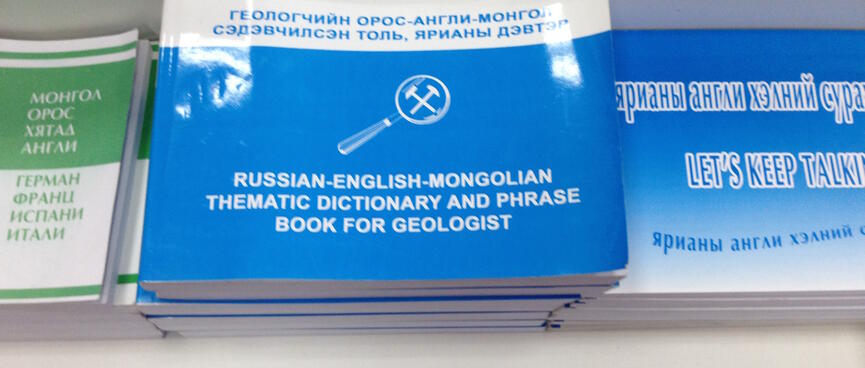 МОНГОЛ
ОРОС
ХЯТАД
АНГЛИ
ГЕРМАН
ФРАНЦ
ИСПАНИ
ИТАЛИ
ГЕОЛОГЧИЙН ОРОС-АНГЛИ-МОНГОЛ
СЭДЭВЧИЛСЭН ТОЛЬ, ЯРИАНЫ ДЭВТЭР
RUSSIAN-ENGLISH-MONGOLIAN
THEMATIC DICTIONARY AND PHRASE
BOOK FOR GEOLOGIST
ярианы англи хэлний
LET'S KEEP
ярианы англи хэлний